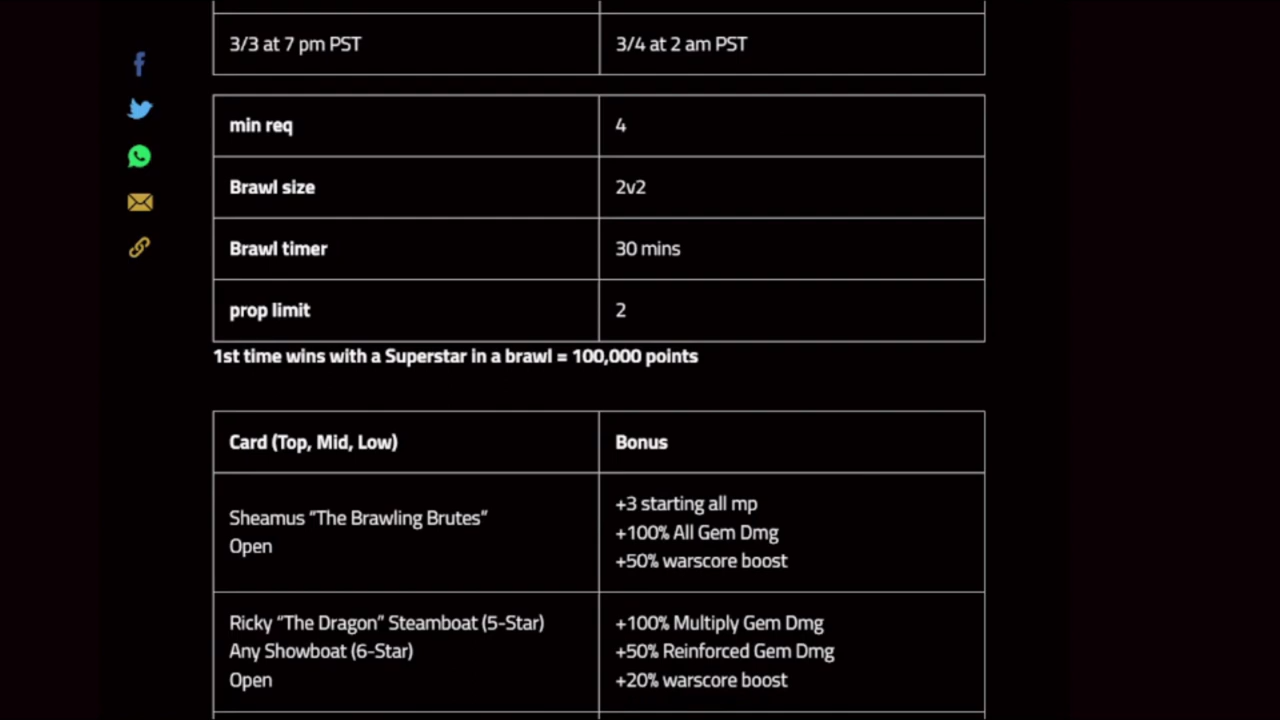 3/3 at 7 pm PST
3/4 at 2 am PST
min req
4
Brawl size
2v2
Brawl timer
30 mins
prop limit
2
1st time wins with a Superstar in a brawl = 100,000 points
Card (Top, Mid, Low)
Bonus
Sheamus “The Brawling Brutes”
Open
+3 starting all mp
+100% All Gem Dmg
+50% warscore boost
Ricky “The Dragon” Steamboat (5-Star)
Any Showboat (6-Star)
Open
+100% Multiply Gem Dmg
+50% Reinforced Gem Dmg
+20% warscore boost